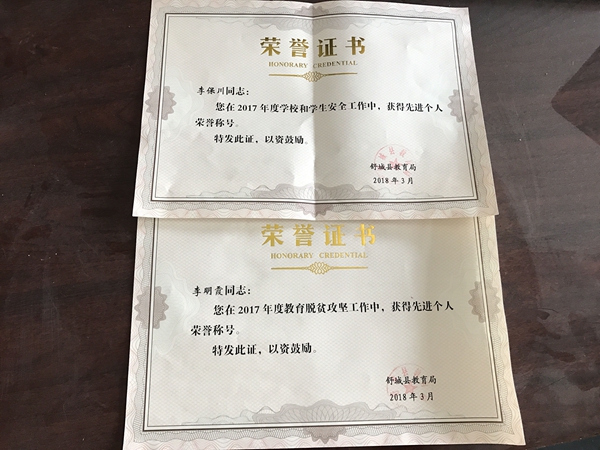 荣誉证书
HONORARY CREDENTIAL
李保川同志：
您在2017年度学校和学生安全工作中，获得先进个人
荣誉称号。
特发此证，以资鼓励。
舒城县教育局
2018年3月
荣誉证书
HONORARY CREDENTIAL
李明霞同志：
您在2017年度教育脱贫攻坚工作中，获得先进个人
荣誉称号。
特发此证，以资鼓励。
舒城县教育局
2018年3月